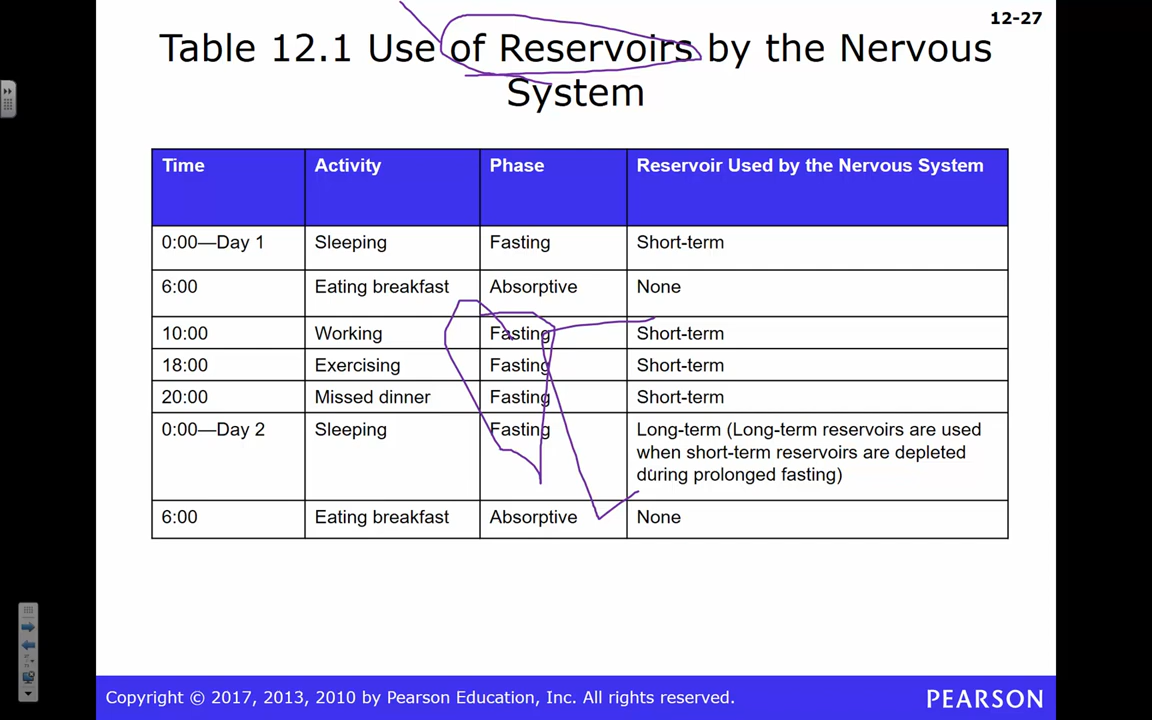 12-27
Table 12.1 Use of Reservoirs by the Nervous
System
Time Activity Phase Reservoir Used by the Nervous System
0:00—Day 1 Sleeping Fasting Short-term
6:00 Eating breakfast Absorptive None
10:00 Working Fasting Short-term
18:00 Exercising Fasting Short-term
20:00 Missed dinner Fasting Short-term
0:00—Day 2 Sleeping Fasting Long-term (Long-term reservoirs are used
when short-term reservoirs are depleted
during prolonged fasting)
6:00 Eating breakfast Absorptive None
Copyright © 2017, 2013, 2010 by Pearson Education, Inc. All rights reserved. PEARSON